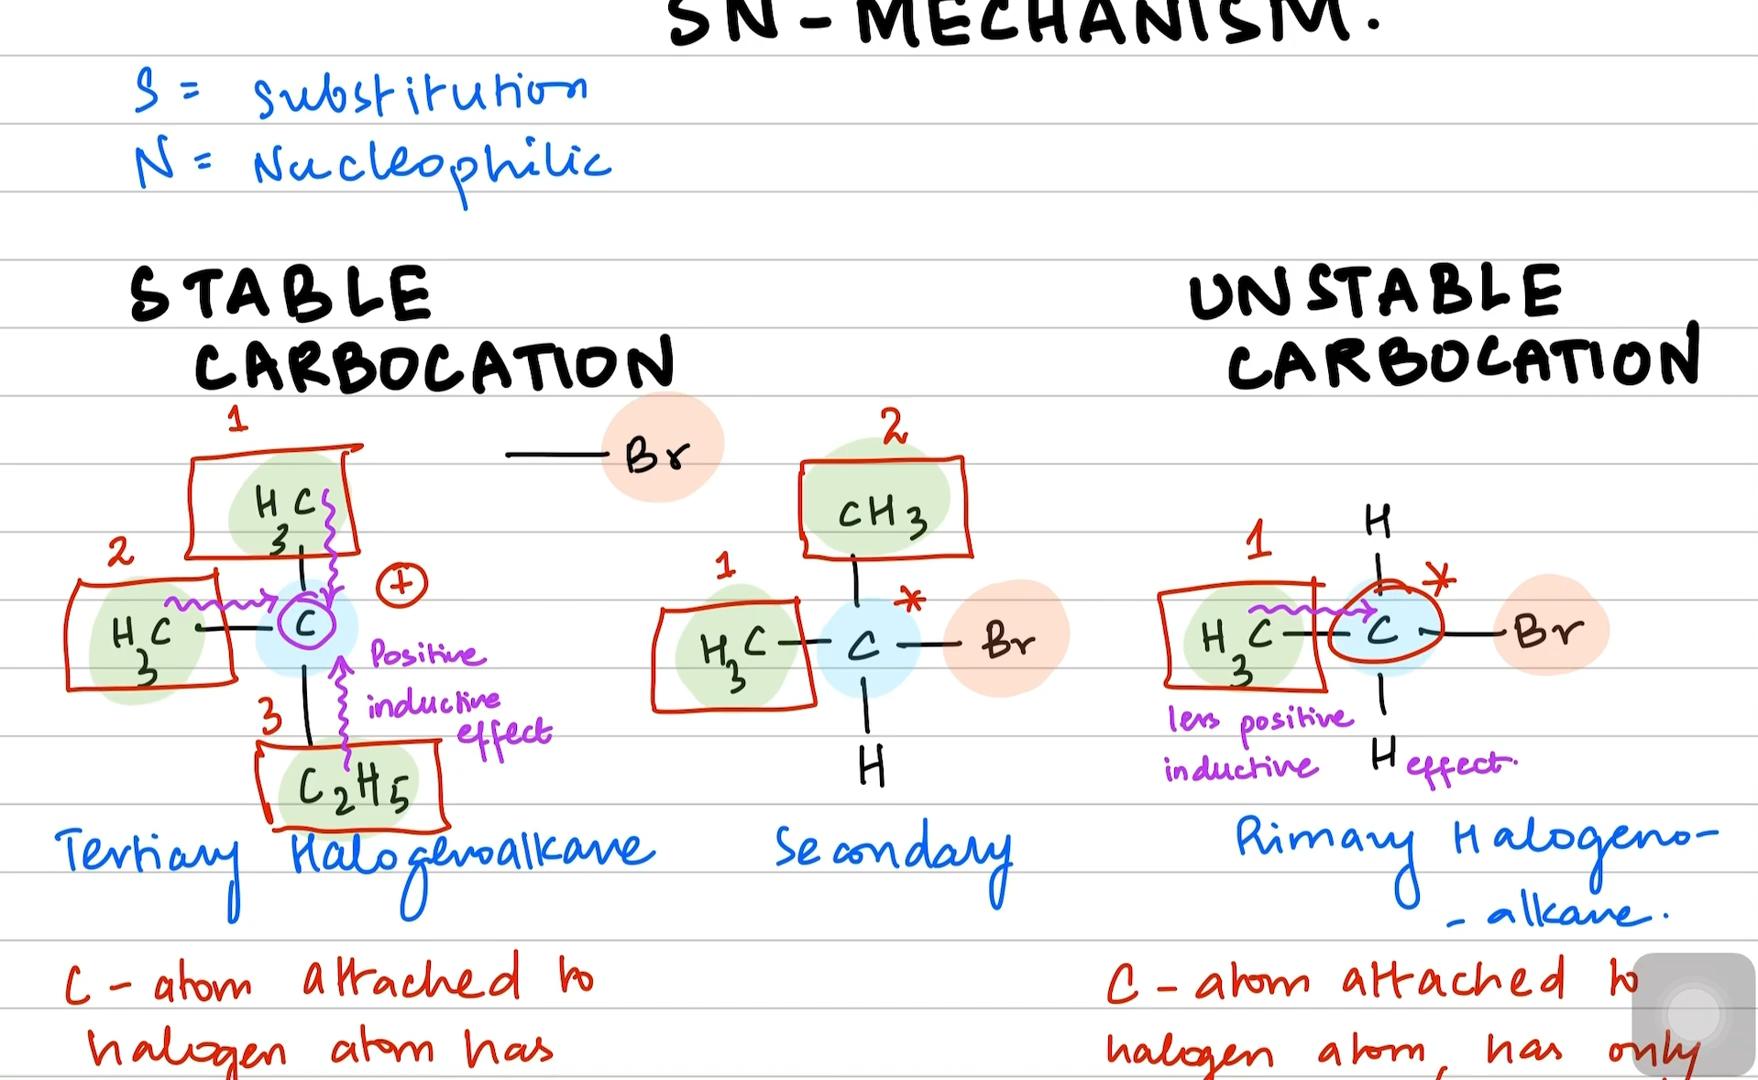 SN-MECHANISM.
S = Substitution
N = Nucleophilic
STABLE
CARBOCATION
UNSTABLE
CARBOCATION
1
H3C
2
H3C
C
+
Br
Positive
inductive
effect
3
C2H5
2
CH3
1
H3C
C
*
Br
H
H
1
H3C
C
*
Br
less positive
inductive
H
effect.
Tertiary Halogenoalkane
Secondary
Primary Halogeno-
- alkane.
C - atom attached to
halogen atom has
C - atom attached to
halogen atom, has only